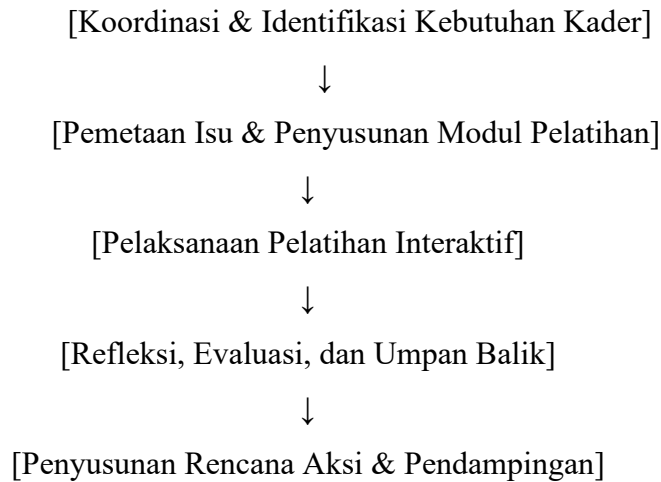 [Koordinasi & Identifikasi Kebutuhan Kader]
↓
[Pemetaan Isu & Penyusunan Modul Pelatihan]
↓
[Pelaksanaan Pelatihan Interaktif]
↓
[Refleksi, Evaluasi, dan Umpan Balik]
↓
[Penyusunan Rencana Aksi & Pendampingan]